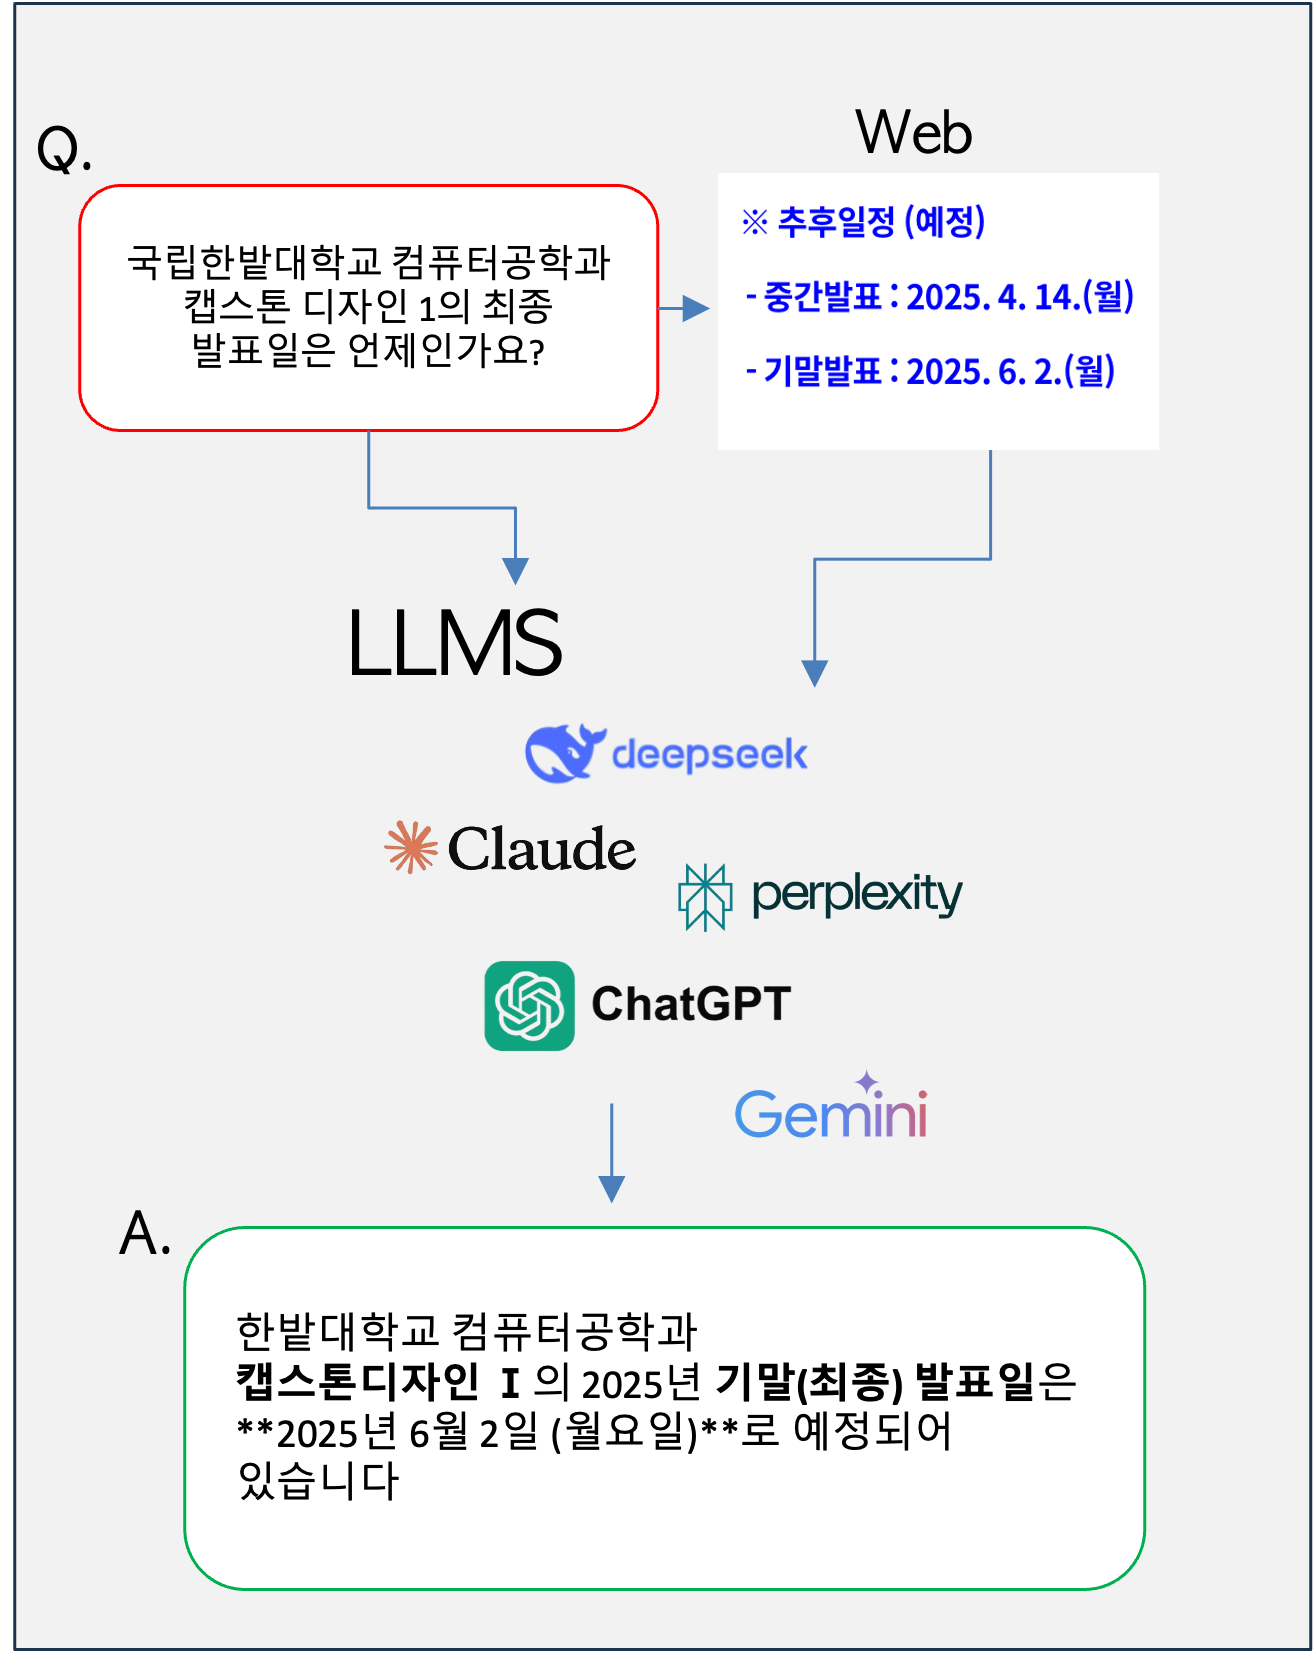 Q.
국립한밭대학교 컴퓨터공학과
캡스톤 디자인 1의 최종
발표일은 언제인가요?
Web
※ 추후일정 (예정)
- 중간발표 : 2025. 4. 14.(월)
- 기말발표 : 2025. 6. 2.(월)
LLMS
deepseek
Claude
perplexity
ChatGPT
Gemini
A.
한밭대학교 컴퓨터공학과
캡스톤디자인 Ⅰ 의 2025년 기말(최종) 발표일은
**2025년 6월 2일 (월요일)**로 예정되어
있습니다